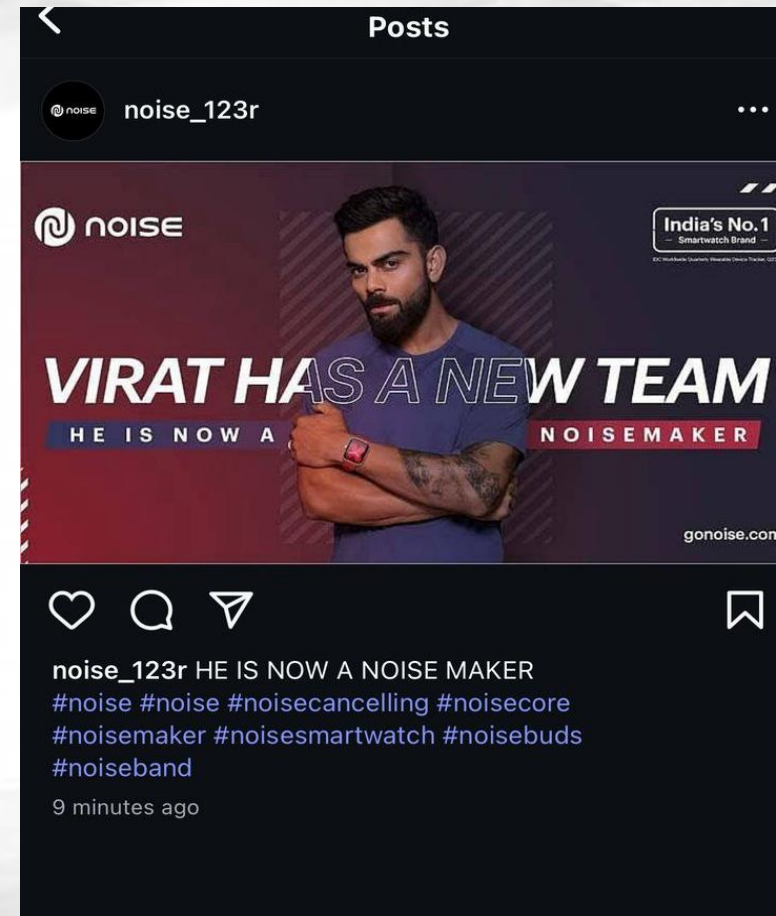 Posts
noise
noise_123r
noise
India's No.1
Smartwatch Brand
VIRAT HAS A NEW TEAM
HE IS NOW A NOISEMAKER
gonoise.com
noise_123r HE IS NOW A NOISE MAKER
#noise #noise #noisecancelling #noisecore
#noisemaker #noisesmartwatch #noisebuds
#noiseband
9 minutes ago